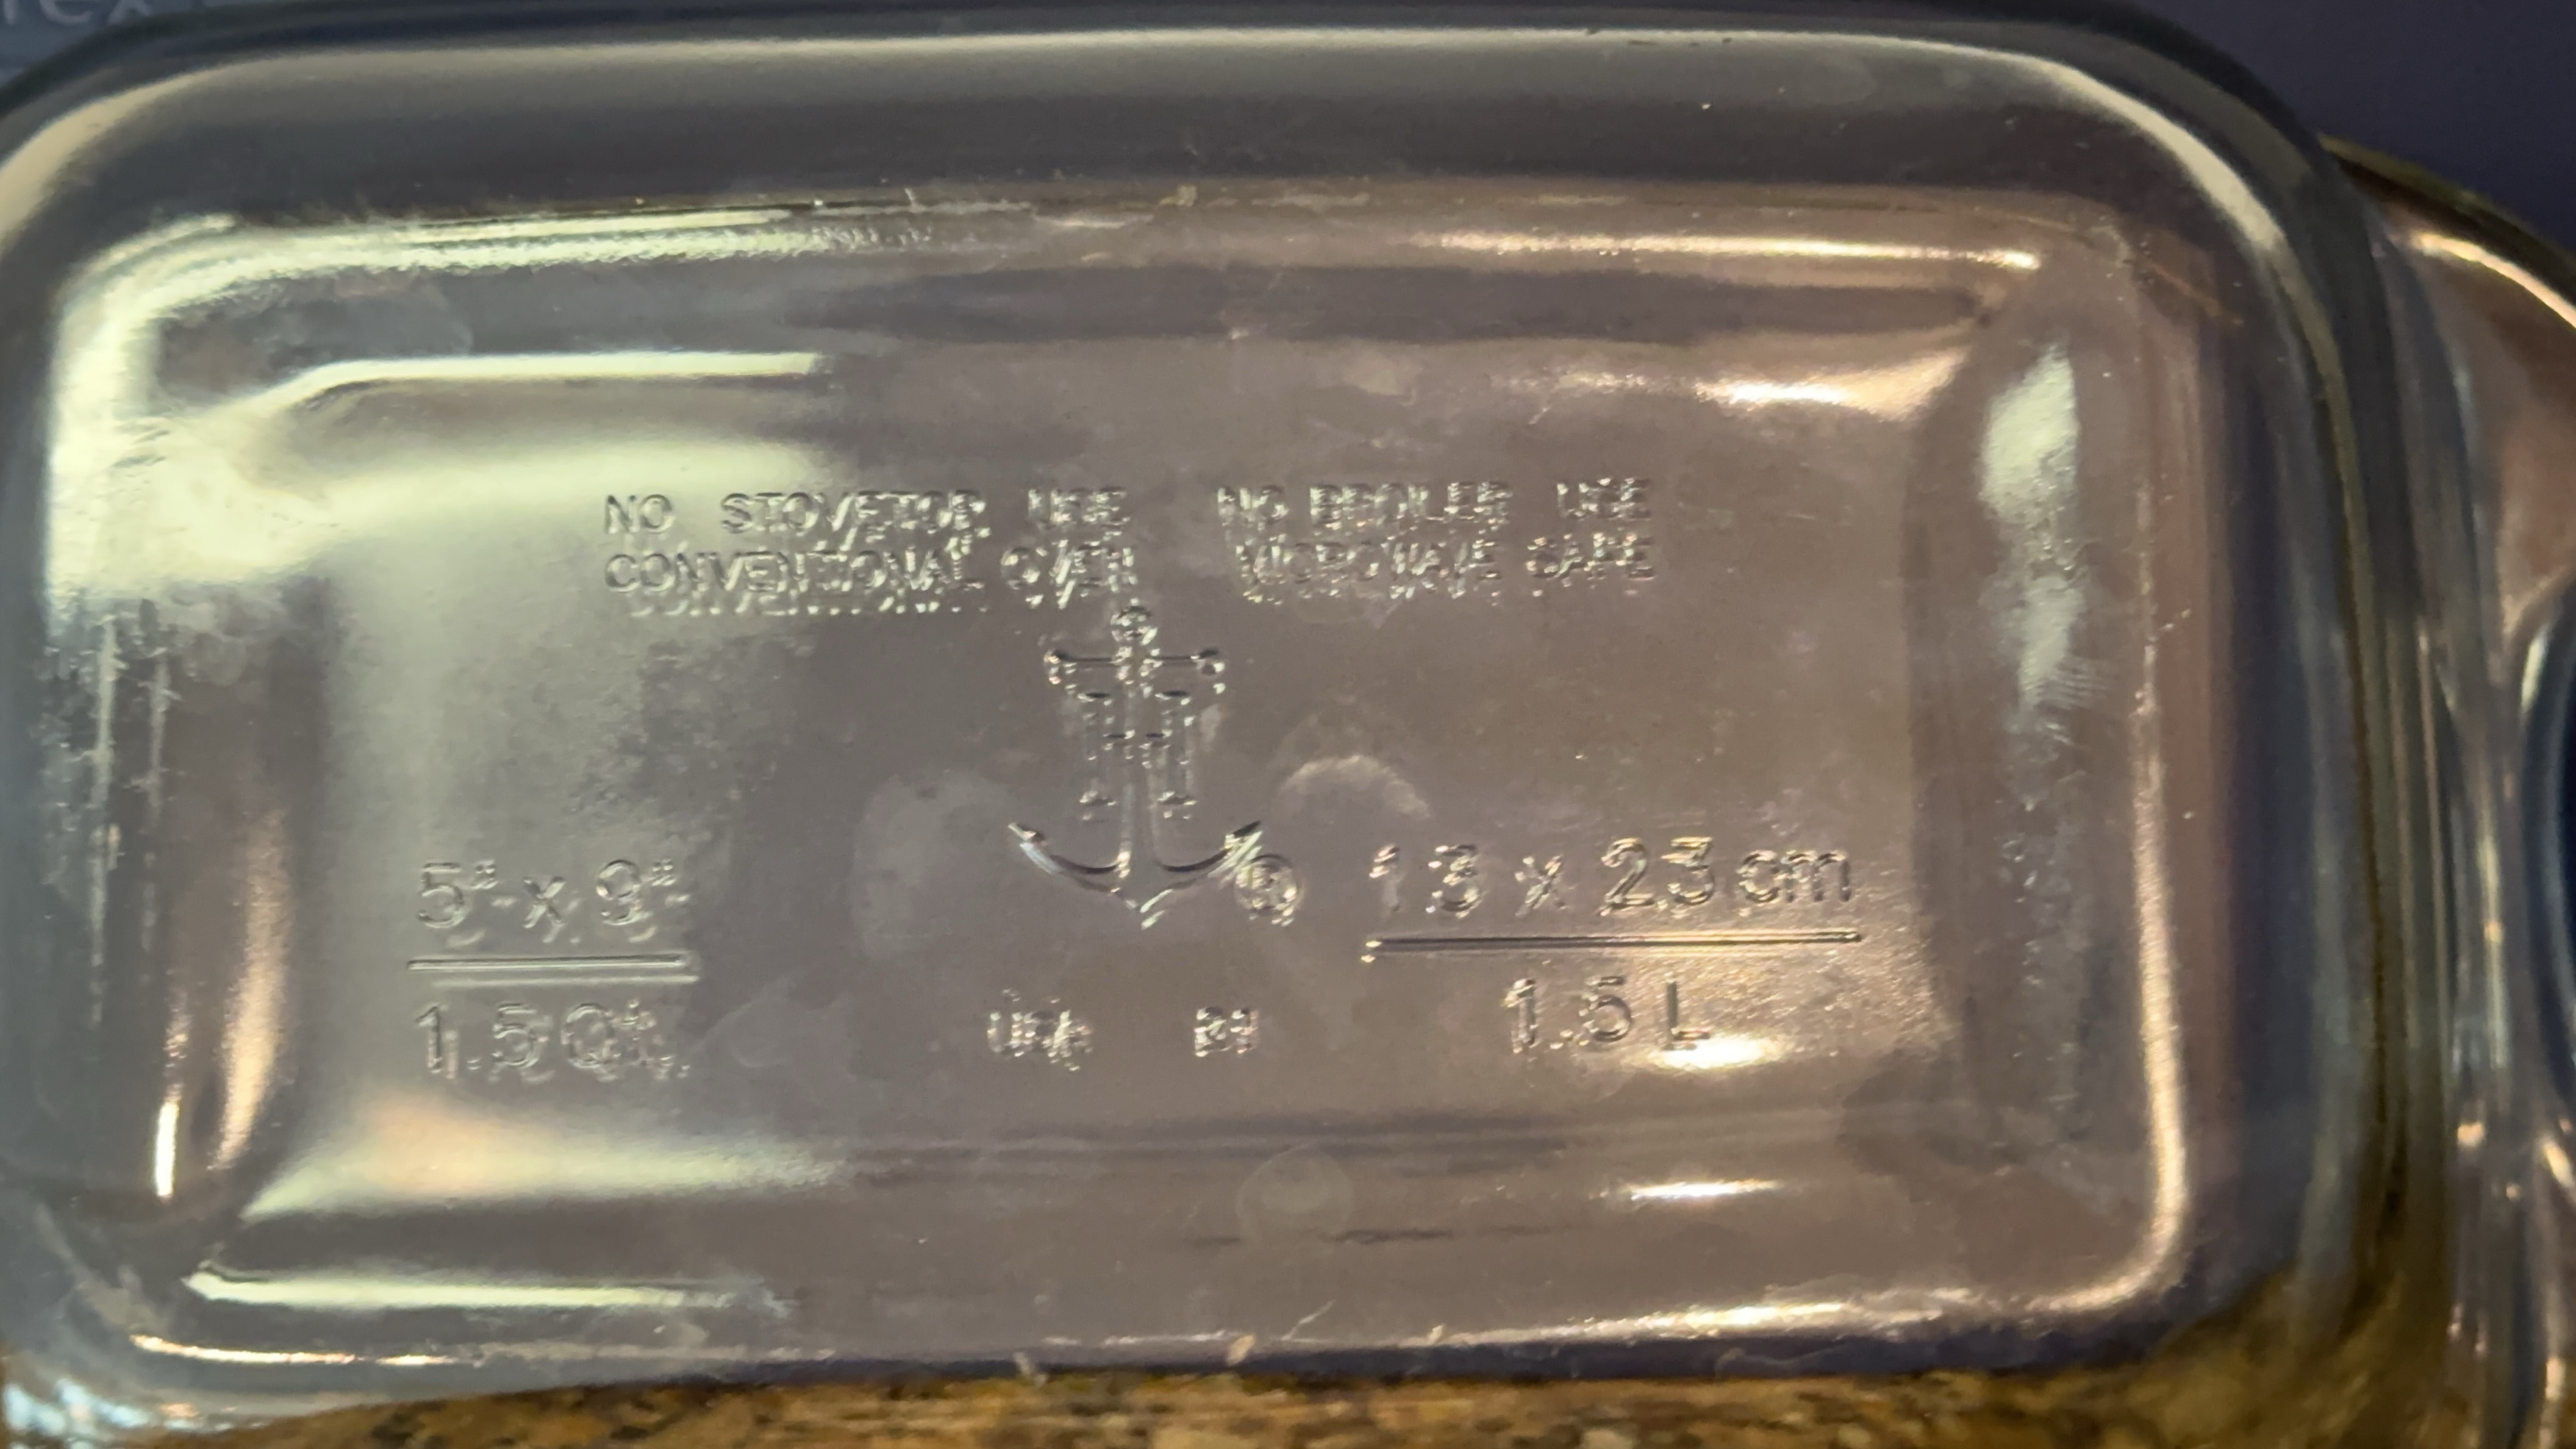 NO STOVETOP USE NO BROILER USE
CONVENTIONAL OVEN MICROWAVE SAFE
H
®
5" x 9" 13 x 23 cm
1.5 Qt. 1.5 L
USA